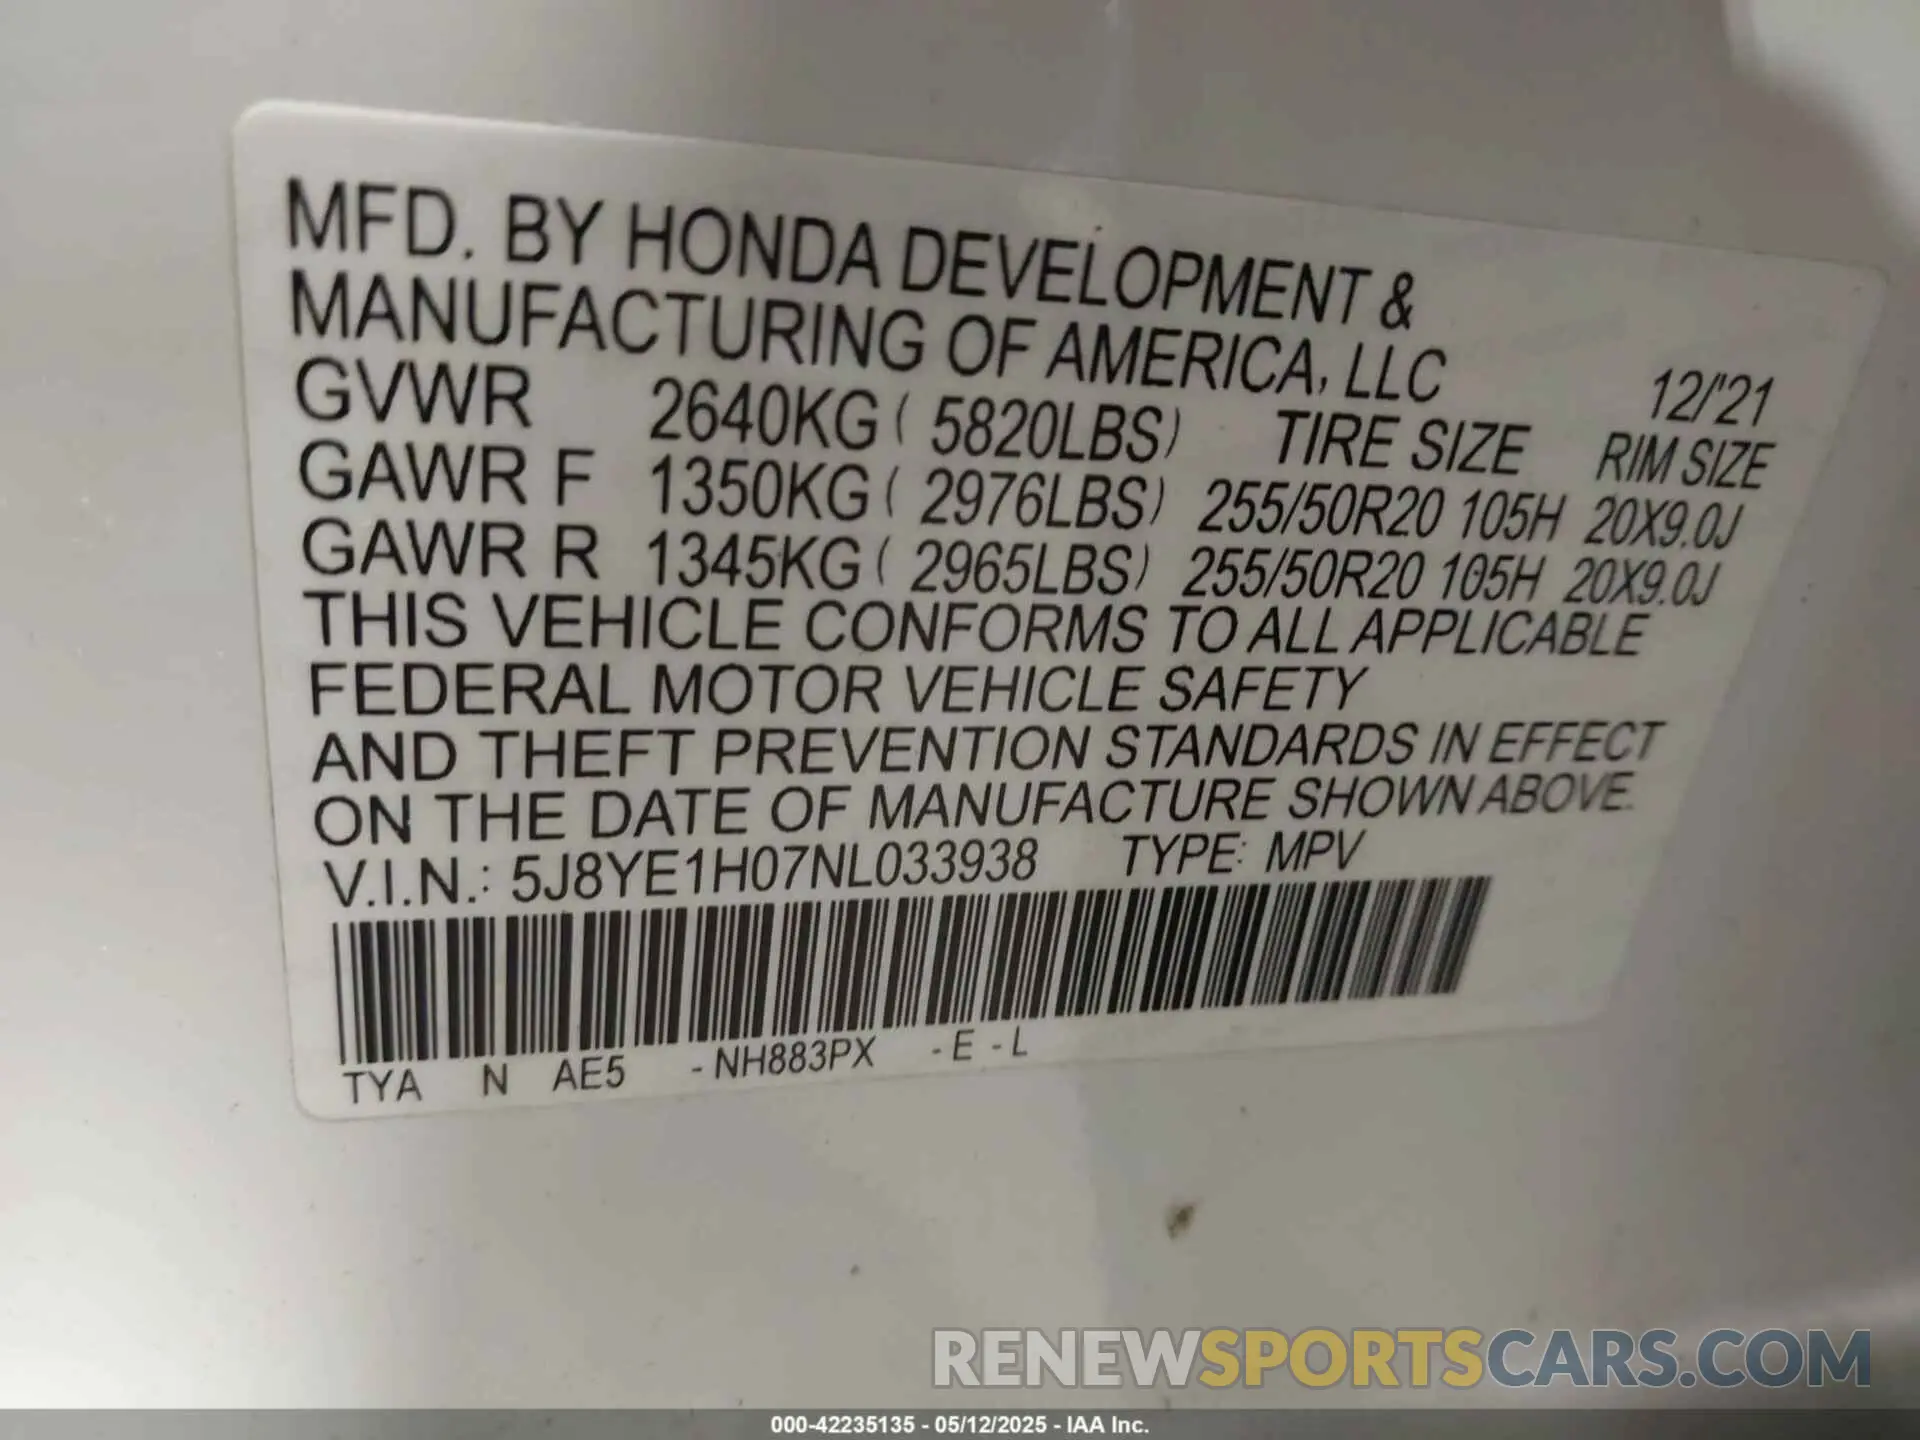 MFD. BY HONDA DEVELOPMENT &
MANUFACTURING OF AMERICA, LLC 12/'21
GVWR 2640KG ( 5820LBS) TIRE SIZE RIM SIZE
GAWR F 1350KG ( 2976LBS) 255/50R20 105H 20X9.0J
GAWR R 1345KG ( 2965LBS) 255/50R20 105H 20X9.0J
THIS VEHICLE CONFORMS TO ALL APPLICABLE
FEDERAL MOTOR VEHICLE SAFETY
AND THEFT PREVENTION STANDARDS IN EFFECT
ON THE DATE OF MANUFACTURE SHOWN ABOVE.
V.I.N.: 5J8YE1H07NL033938 TYPE: MPV
TYA N AE5 - NH883PX - E - L
RENEWSPORTSCARS.COM
000-42235135 - 05/12/2025 - IAA Inc.